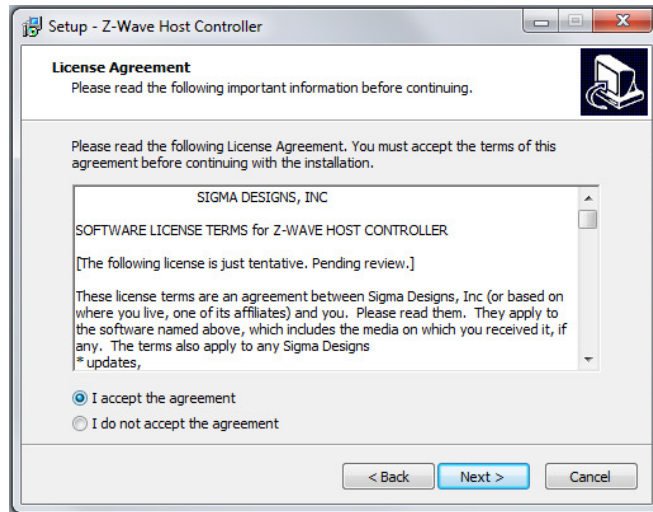 Setup - Z-Wave Host Controller
License Agreement
Please read the following important information before continuing.
Please read the following License Agreement. You must accept the terms of this
agreement before continuing with the installation.
SIGMA DESIGNS, INC
SOFTWARE LICENSE TERMS for Z-WAVE HOST CONTROLLER
[The following license is just tentative. Pending review.]
These license terms are an agreement between Sigma Designs, Inc (or based on
where you live, one of its affiliates) and you.  Please read them.  They apply to
the software named above, which includes the media on which you received it, if
any.  The terms also apply to any Sigma Designs
* updates,
I accept the agreement
I do not accept the agreement
< Back
Next >
Cancel